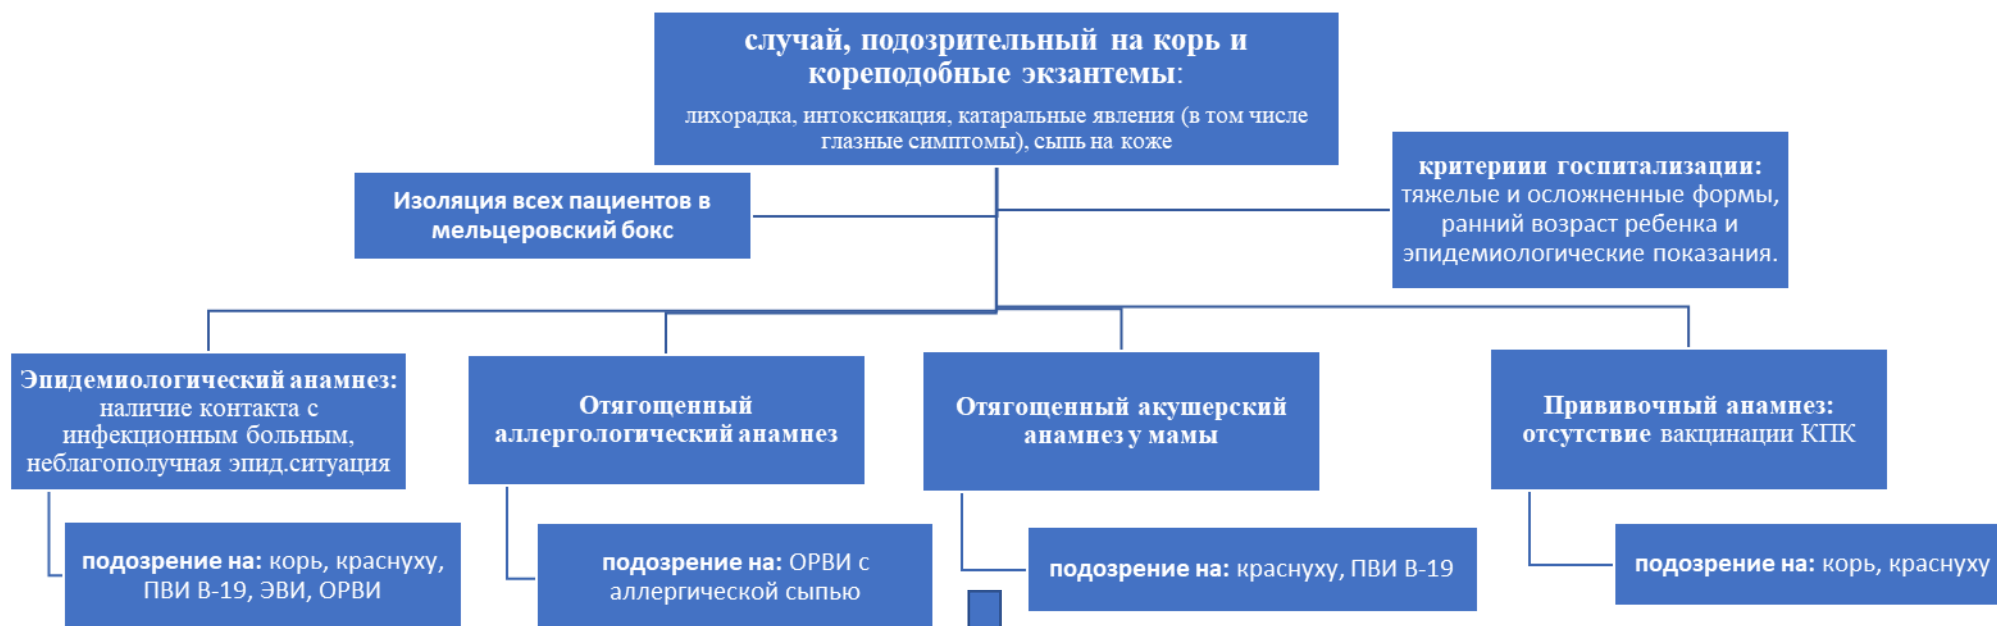 случай, подозрительный на корь и
кореподобные экзантемы:
лихорадка, интоксикация, катаральные явления (в том числе
глазные симптомы), сыпь на коже
Изоляция всех пациентов в
мельцеровский бокс
критериии госпитализации:
тяжелые и осложненные формы,
ранний возраст ребенка и
эпидемиологические показания.
Эпидемиологический анамнез:
наличие контакта с
инфекционным больным,
неблагополучная эпид.ситуация
Отягощенный
аллергологический анамнез
Отягощенный акушерский
анамнез у мамы
Прививочный анамнез:
отсутствие вакцинации КПК
подозрение на: корь, краснуху,
ПВИ В-19, ЭВИ, ОРВИ
подозрение на: ОРВИ с
аллергической сыпью
подозрение на: краснуху, ПВИ В-19
подозрение на: корь, краснуху